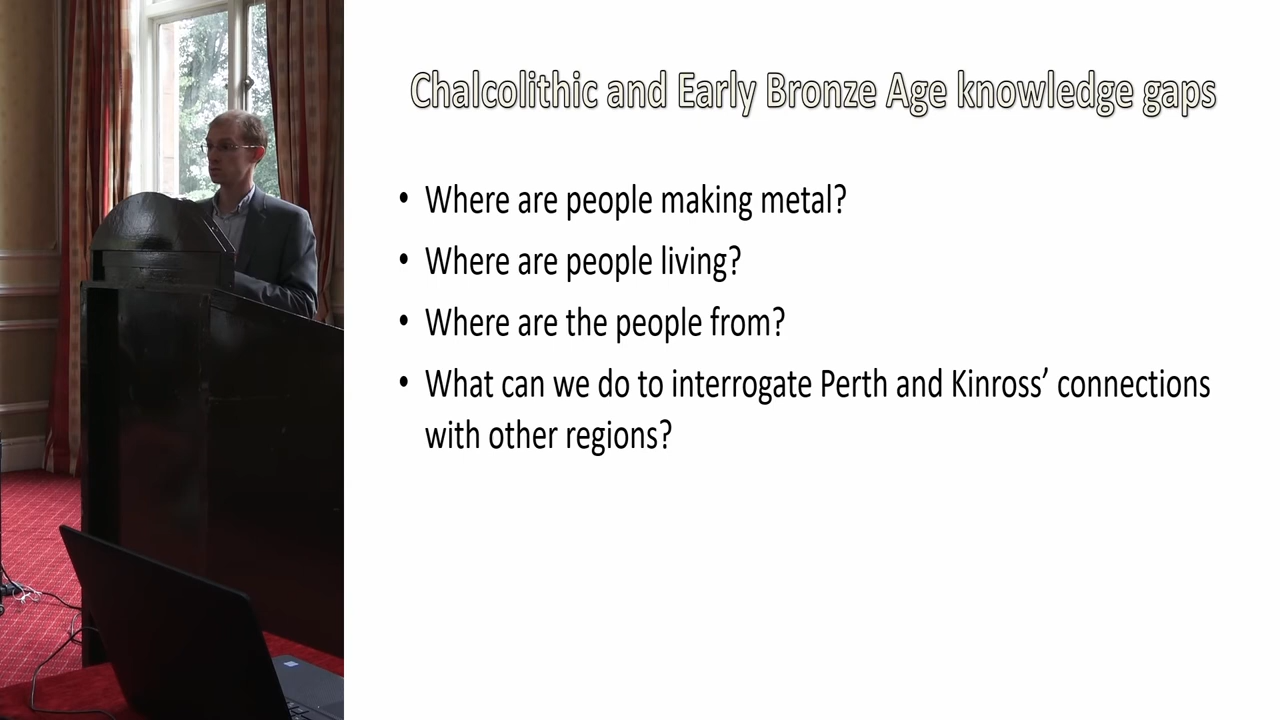 Chalcolithic and Early Bronze Age knowledge gaps
• Where are people making metal?
• Where are people living?
• Where are the people from?
• What can we do to interrogate Perth and Kinross’ connections
with other regions?